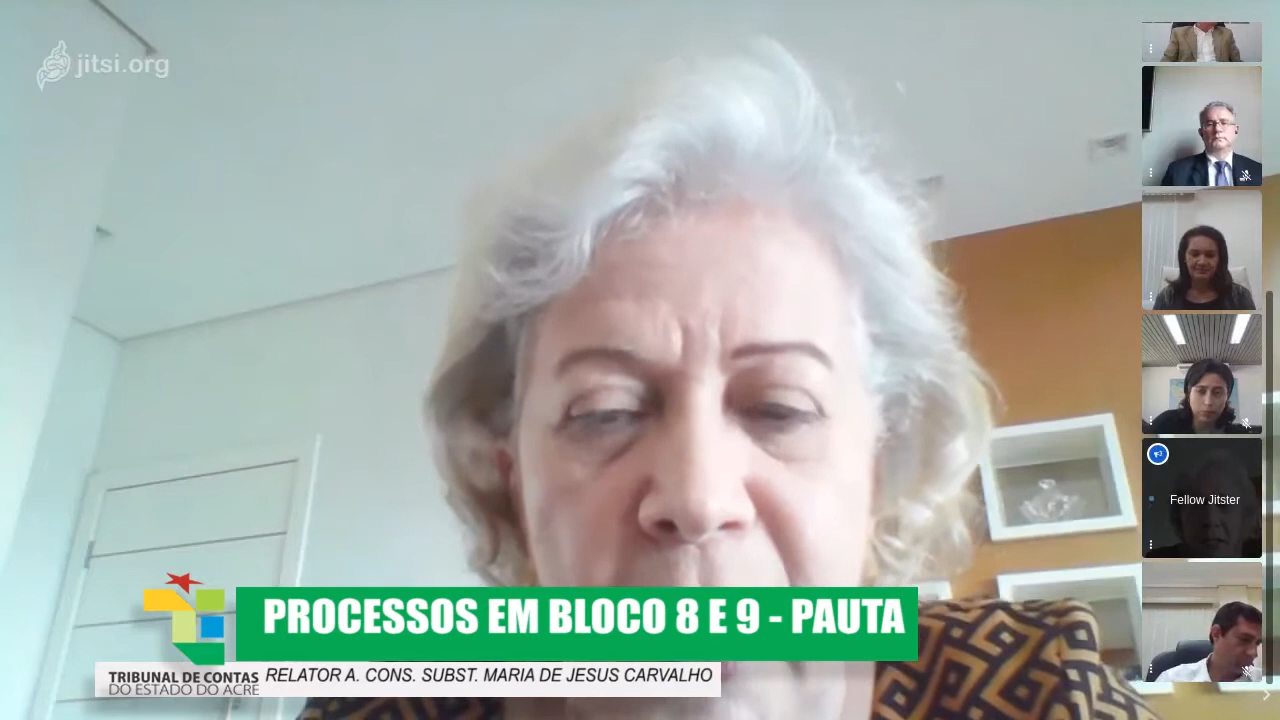 jitsi.org
Fellow Jitster
PROCESSOS EM BLOCO 8 E 9 - PAUTA
TRIBUNAL DE CONTAS
DO ESTADO DO ACRE
RELATOR A. CONS. SUBST. MARIA DE JESUS CARVALHO